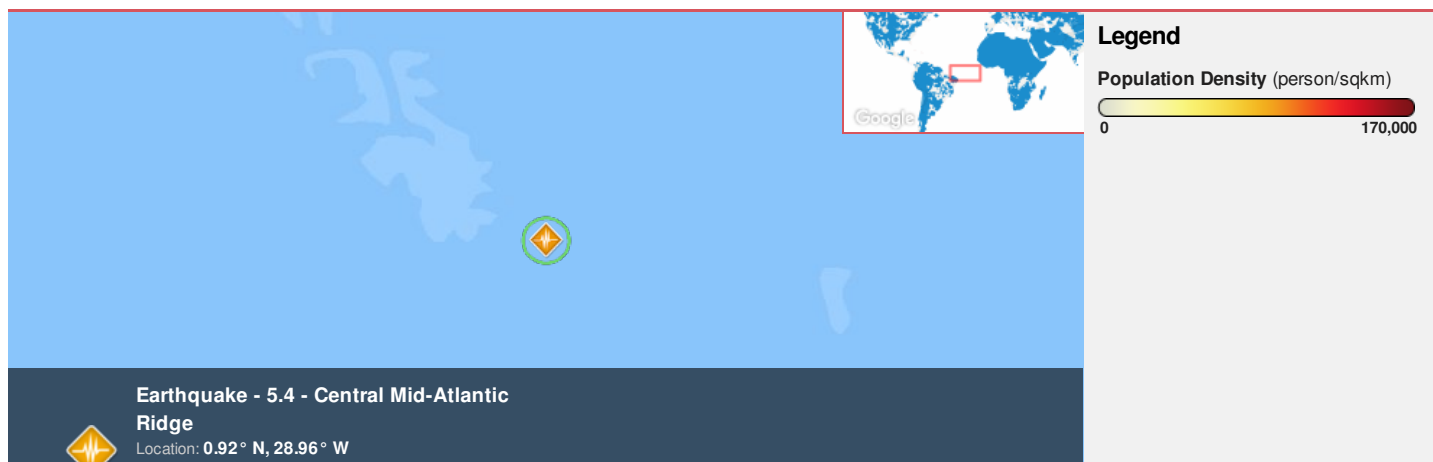 Google
Legend
Population Density (person/sqkm)
0 170,000
Earthquake - 5.4 - Central Mid-Atlantic
Ridge
Location: 0.92° N, 28.96° W